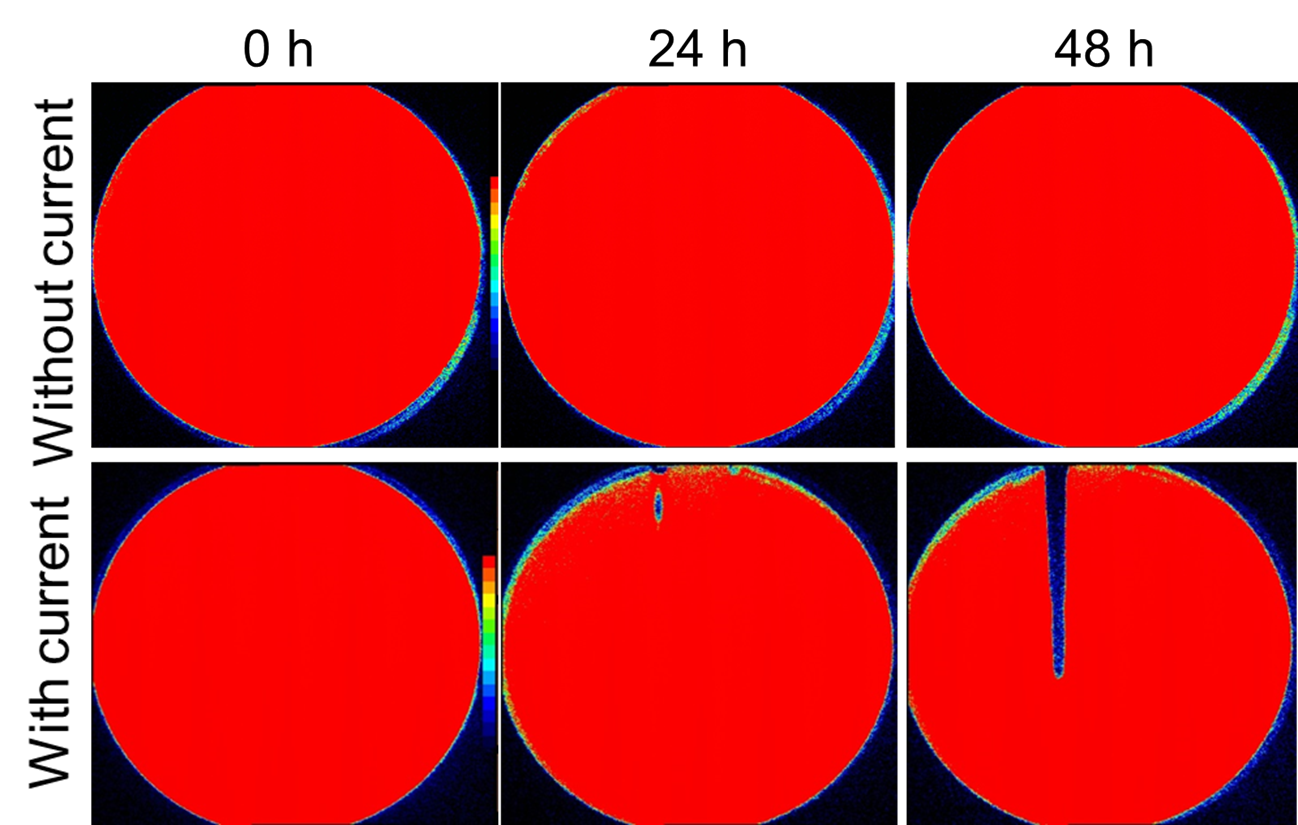 0 h
24 h
48 h
Without current
With current